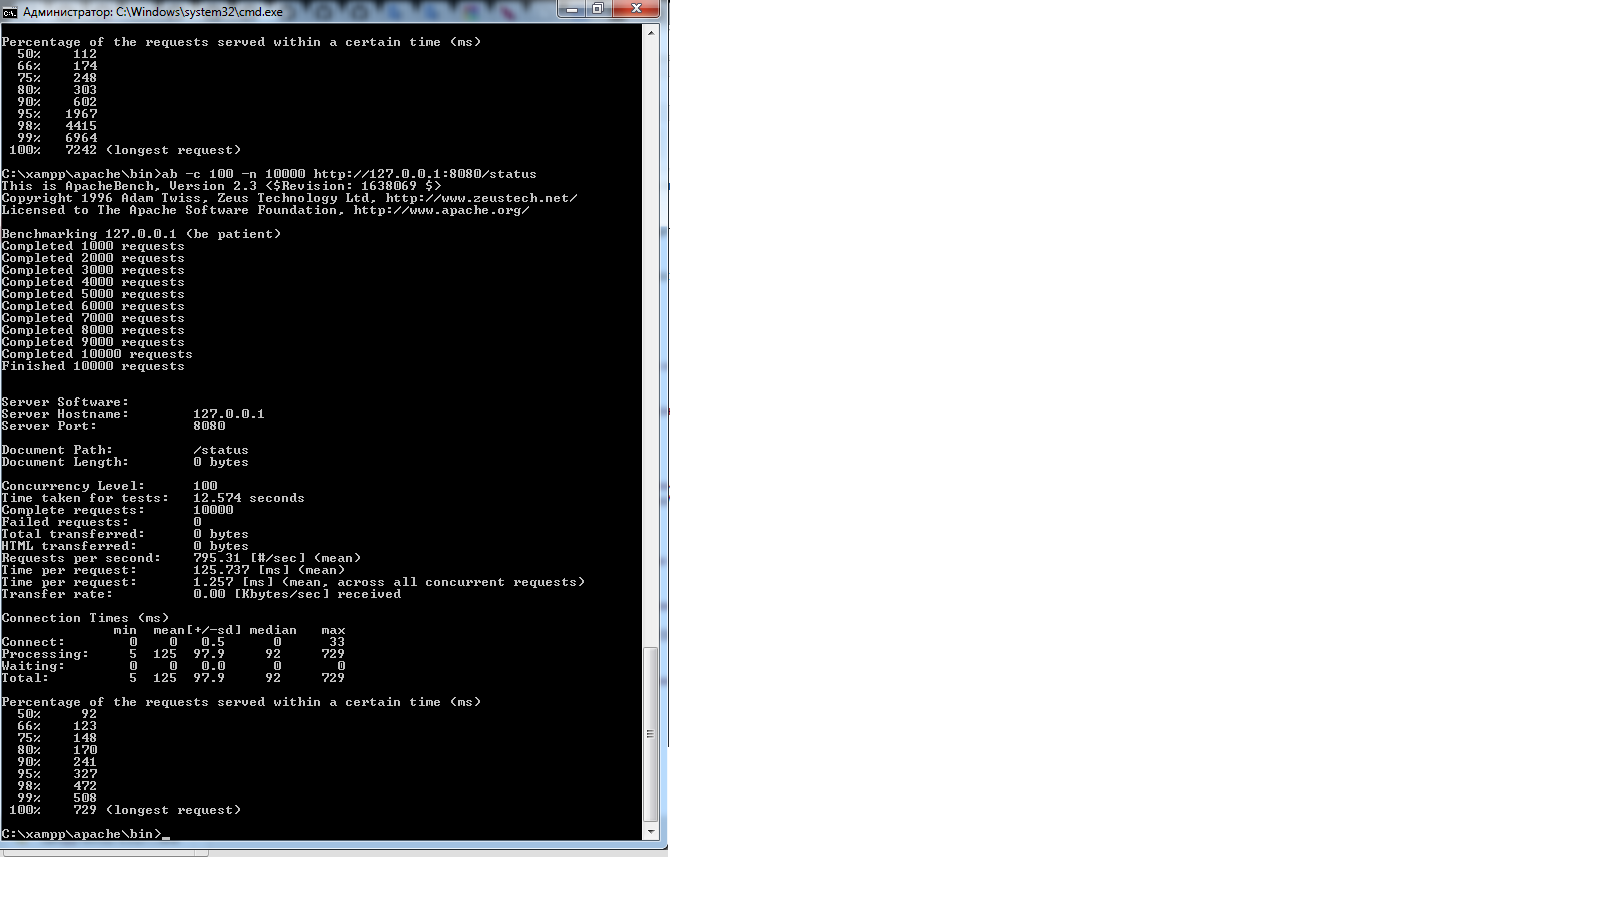 Администратор: C:\Windows\system32\cmd.exe
Percentage of the requests served within a certain time (ms)
50% 112
66% 174
75% 248
80% 303
90% 602
95% 1967
98% 4415
99% 6964
100% 7242 (longest request)
C:\xampp\apache\bin>ab -c 100 -n 10000 http://127.0.0.1:8080/status
This is ApacheBench, Version 2.3 <$Revision: 1638069 $>
Copyright 1996 Adam Twiss, Zeus Technology Ltd, http://www.zeustech.net/
Licensed to The Apache Software Foundation, http://www.apache.org/
Benchmarking 127.0.0.1 (be patient)
Completed 1000 requests
Completed 2000 requests
Completed 3000 requests
Completed 4000 requests
Completed 5000 requests
Completed 6000 requests
Completed 7000 requests
Completed 8000 requests
Completed 9000 requests
Completed 10000 requests
Finished 10000 requests
Server Software:
Server Hostname: 127.0.0.1
Server Port: 8080
Document Path: /status
Document Length: 0 bytes
Concurrency Level: 100
Time taken for tests: 12.574 seconds
Complete requests: 10000
Failed requests: 0
Total transferred: 0 bytes
HTML transferred: 0 bytes
Requests per second: 795.31 [#/sec] (mean)
Time per request: 125.737 [ms] (mean)
Time per request: 1.257 [ms] (mean, across all concurrent requests)
Transfer rate: 0.00 [Kbytes/sec] received
Connection Times (ms)
min mean[+/-sd] median max
Connect: 0 0 0.5 0 33
Processing: 5 125 97.9 92 729
Waiting: 0 0 0.0 0 0
Total: 5 125 97.9 92 729
Percentage of the requests served within a certain time (ms)
50% 92
66% 123
75% 148
80% 170
90% 241
95% 327
98% 472
99% 508
100% 729 (longest request)
C:\xampp\apache\bin>_